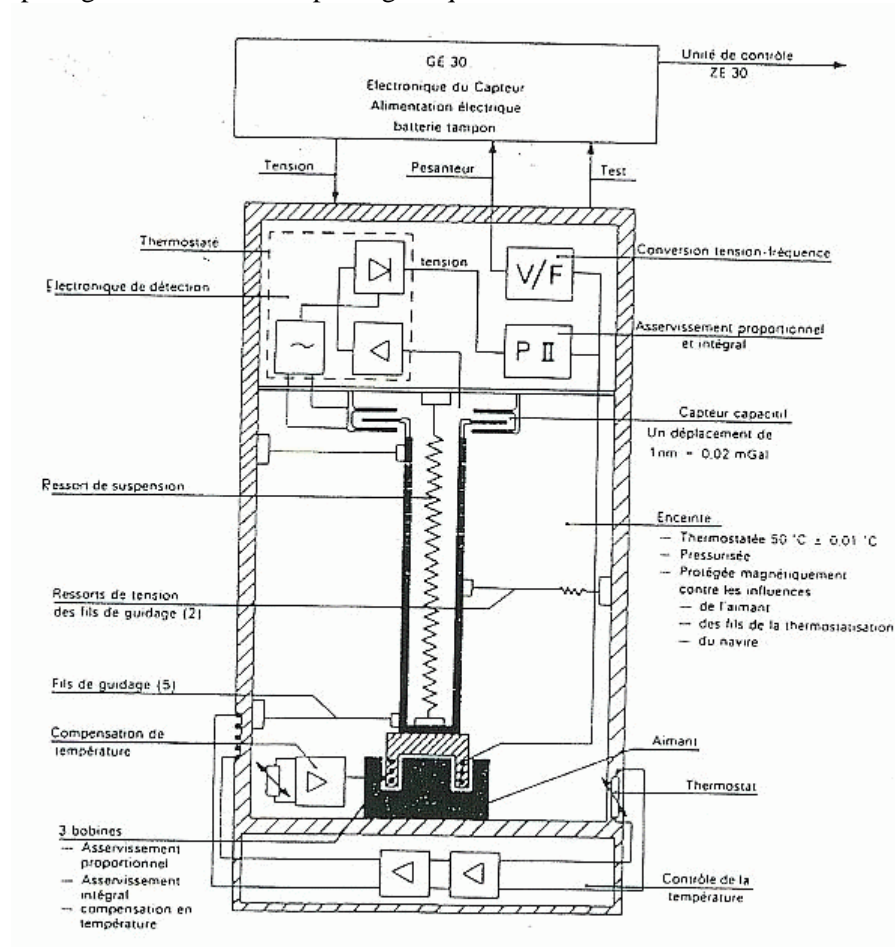 GE 30
Electronique du Capteur
Alimentation électrique
batterie tampon
Unité de contrôle
ZE 30
Tension
Pesanteur
Test
Thermostaté
Electronique de détection
tension
V/F
Conversion tension-fréquence
P II
Asservissement proportionnel
et intégral
~
Capteur capacitif
Un déplacement de
1nm = 0.02 mGal
Ressort de suspension
Enceinte
— Thermostatée 50 °C ± 0.01 °C
— Pressurisée
— Protégée magnétiquement
contre les influences
— de l'aimant
— des fils de la thermostatisation
— du navire
Ressorts de tension
des fils de guidage (2)
Fils de guidage (5)
Compensation de
température
Aimant
Thermostat
3 bobines
— Asservissement
proportionnel
— Asservissement
intégral
— compensation en
température
Contrôle de la
température